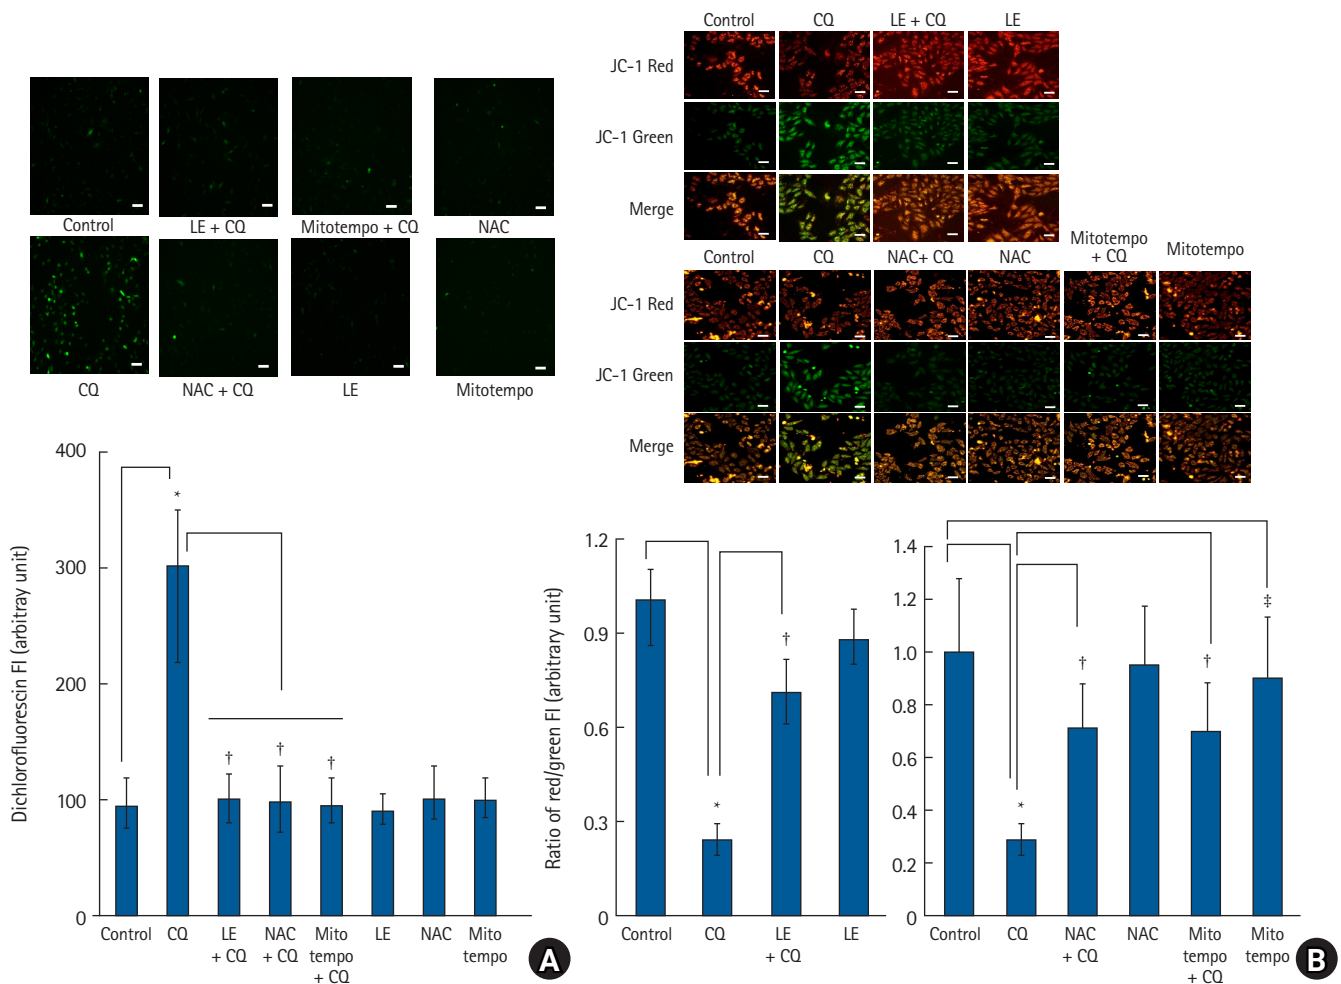 Control CQ LE + CQ LE
JC-1 Red
JC-1 Green
Merge
Control LE + CQ Mitotempo + CQ NAC
CQ NAC + CQ LE Mitotempo
Control CQ NAC+ CQ NAC Mitotempo + CQ Mitotempo
JC-1 Red
JC-1 Green
Merge
Dichlorofluorescin FI (arbitray unit)
400
300
200
100
0
*
†
†
†
Control CQ LE + CQ NAC + CQ Mito tempo + CQ LE NAC Mito tempo
A
Ratio of red/green FI (arbitrary unit)
1.2
0.9
0.6
0.3
0
*
†
Control CQ LE + CQ LE
1.4
1.2
1.0
0.8
0.6
0.4
0.2
0
*
†
†
‡
Control CQ NAC + CQ NAC Mito tempo + CQ Mito tempo
B